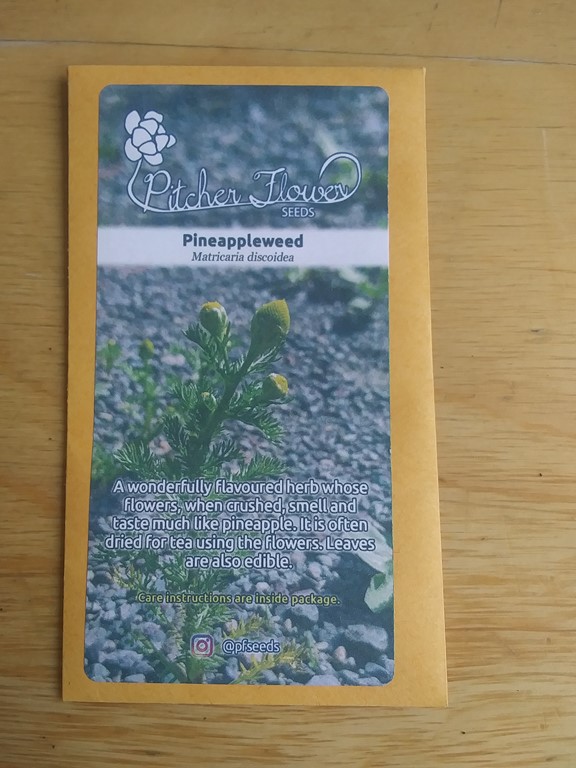 Pitcher Flower
SEEDS
Pineappleweed
Matricaria discoidea
A wonderfully flavoured herb whose
flowers, when crushed, smell and
taste much like pineapple. It is often
dried for tea using the flowers. Leaves
are also edible.
Care instructions are inside package.
@pfseeds